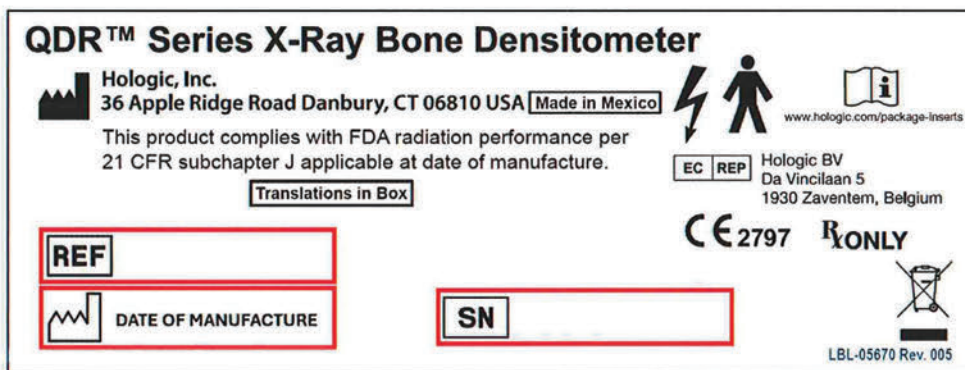 QDR™ Series X-Ray Bone Densitometer
Hologic, Inc.
36 Apple Ridge Road Danbury, CT 06810 USA Made in Mexico
This product complies with FDA radiation performance per
21 CFR subchapter J applicable at date of manufacture.
Translations in Box
i
www.hologic.com/package-inserts
EC REP
Hologic BV
Da Vincilaan 5
1930 Zaventem, Belgium
CE 2797
Rx ONLY
REF
DATE OF MANUFACTURE
SN
LBL-05670 Rev. 005